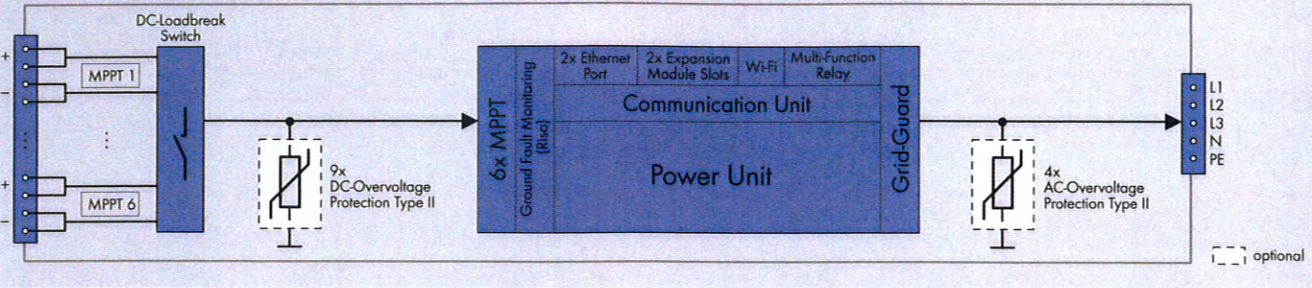 DC-Loadbreak
Switch
+
MPPT 1
–
+
MPPT 6
–
9x
DC-Overvoltage
Protection Type II
6x MPPT
Ground Fault Monitoring
(Riso)
2x Ethernet
Port
2x Expansion
Module Slots
Wi-Fi
Multi-Function
Relay
Communication Unit
Power Unit
Grid-Guard
4x
AC-Overvoltage
Protection Type II
L1
L2
L3
N
PE
optional